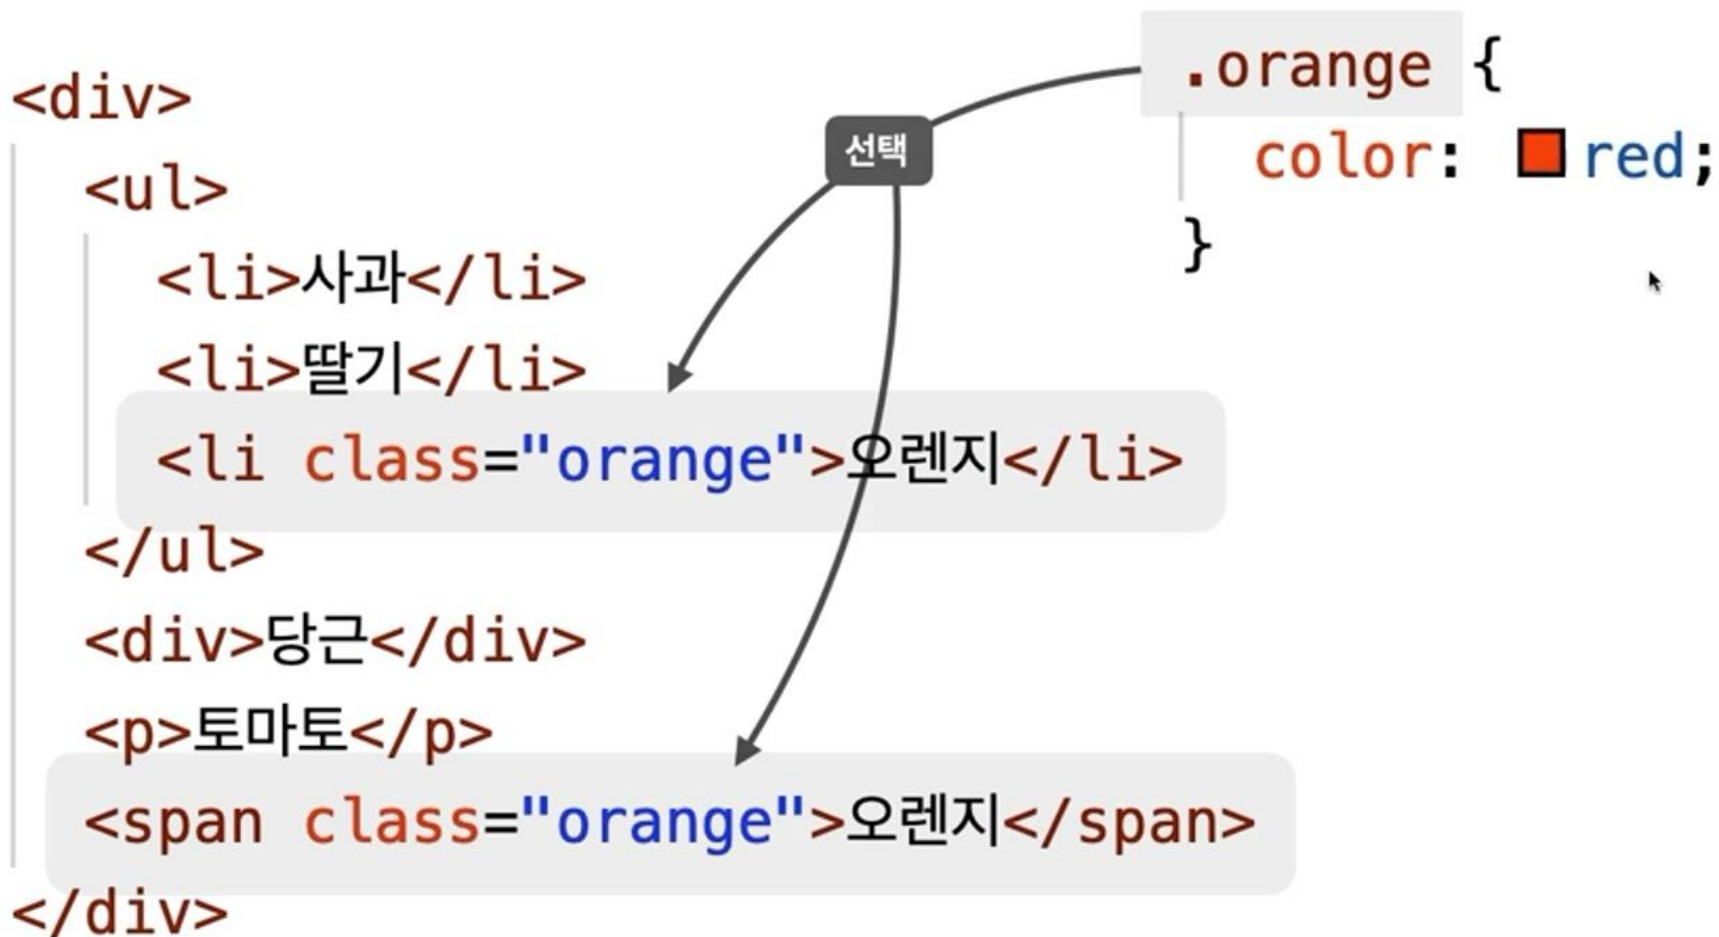 <div>
<ul>
<li>사과</li>
<li>딸기</li>
<li class="orange">오렌지</li>
</ul>
<div>당근</div>
<p>토마토</p>
<span class="orange">오렌지</span>
</div>
선택
.orange {
color: red;
}